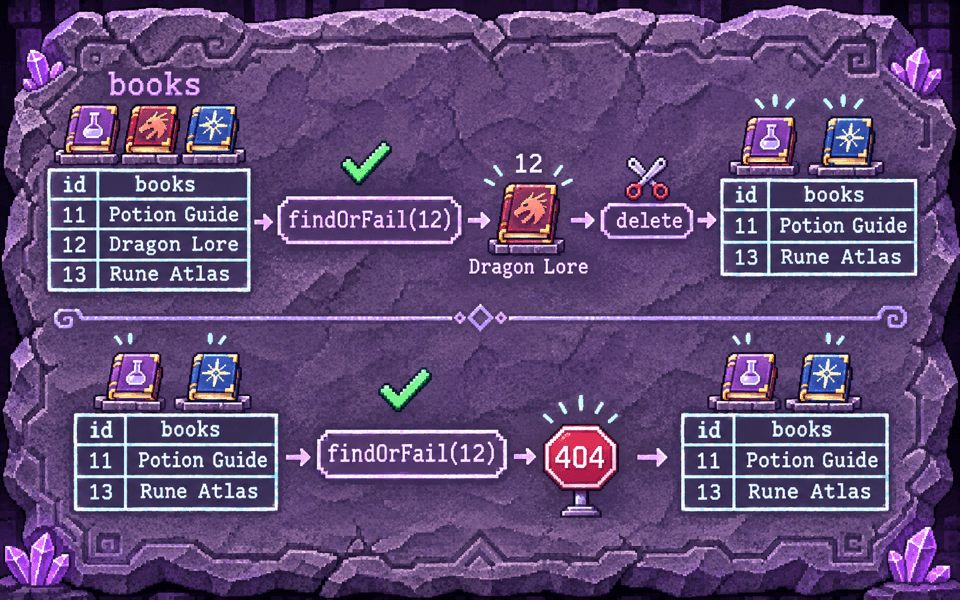 books
id books
11 Potion Guide
12 Dragon Lore
13 Rune Atlas
findOrFail(12)
12
Dragon Lore
delete
id books
11 Potion Guide
13 Rune Atlas
id books
11 Potion Guide
13 Rune Atlas
findOrFail(12)
404
id books
11 Potion Guide
13 Rune Atlas